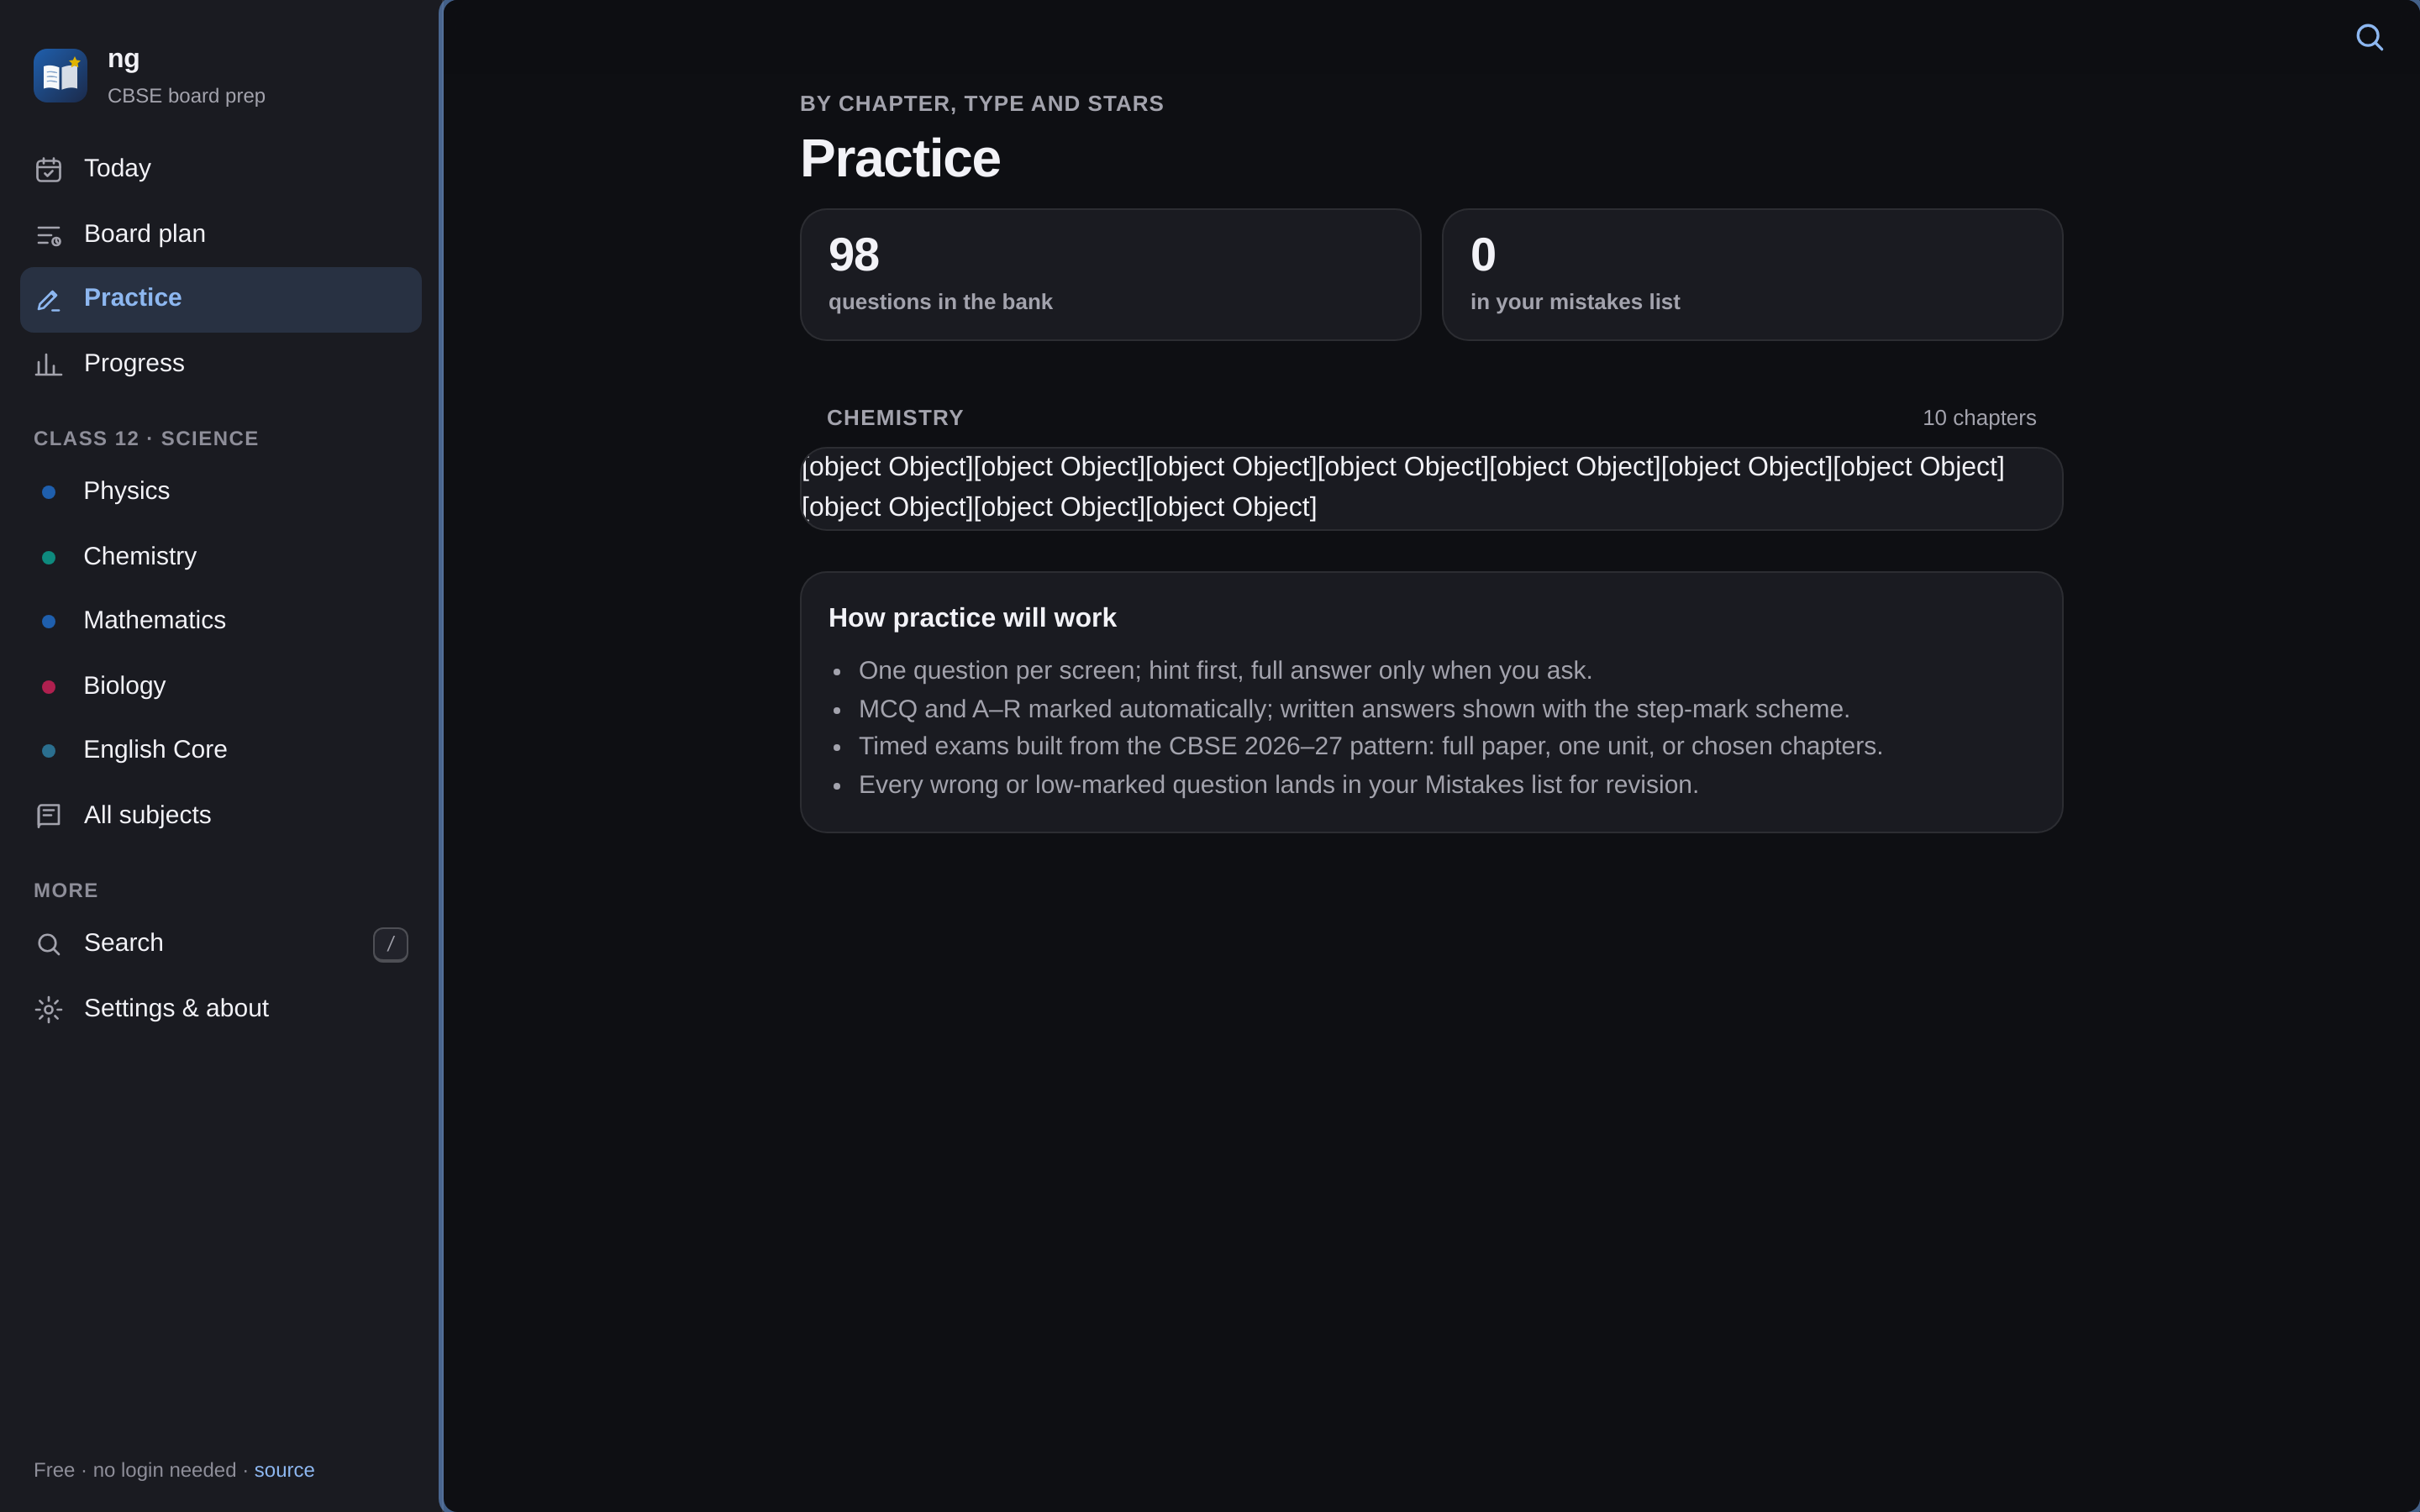 ng
CBSE board prep
Today
Board plan
Practice
Progress
CLASS 12 · SCIENCE
Physics
Chemistry
Mathematics
Biology
English Core
All subjects
MORE
Search /
Settings & about
Free · no login needed · source
BY CHAPTER, TYPE AND STARS
Practice
98
questions in the bank
0
in your mistakes list
CHEMISTRY 10 chapters
[object Object][object Object][object Object][object Object][object Object][object Object][object Object]
[object Object][object Object][object Object]
How practice will work
• One question per screen; hint first, full answer only when you ask.
• MCQ and A–R marked automatically; written answers shown with the step-mark scheme.
• Timed exams built from the CBSE 2026–27 pattern: full paper, one unit, or chosen chapters.
• Every wrong or low-marked question lands in your Mistakes list for revision.